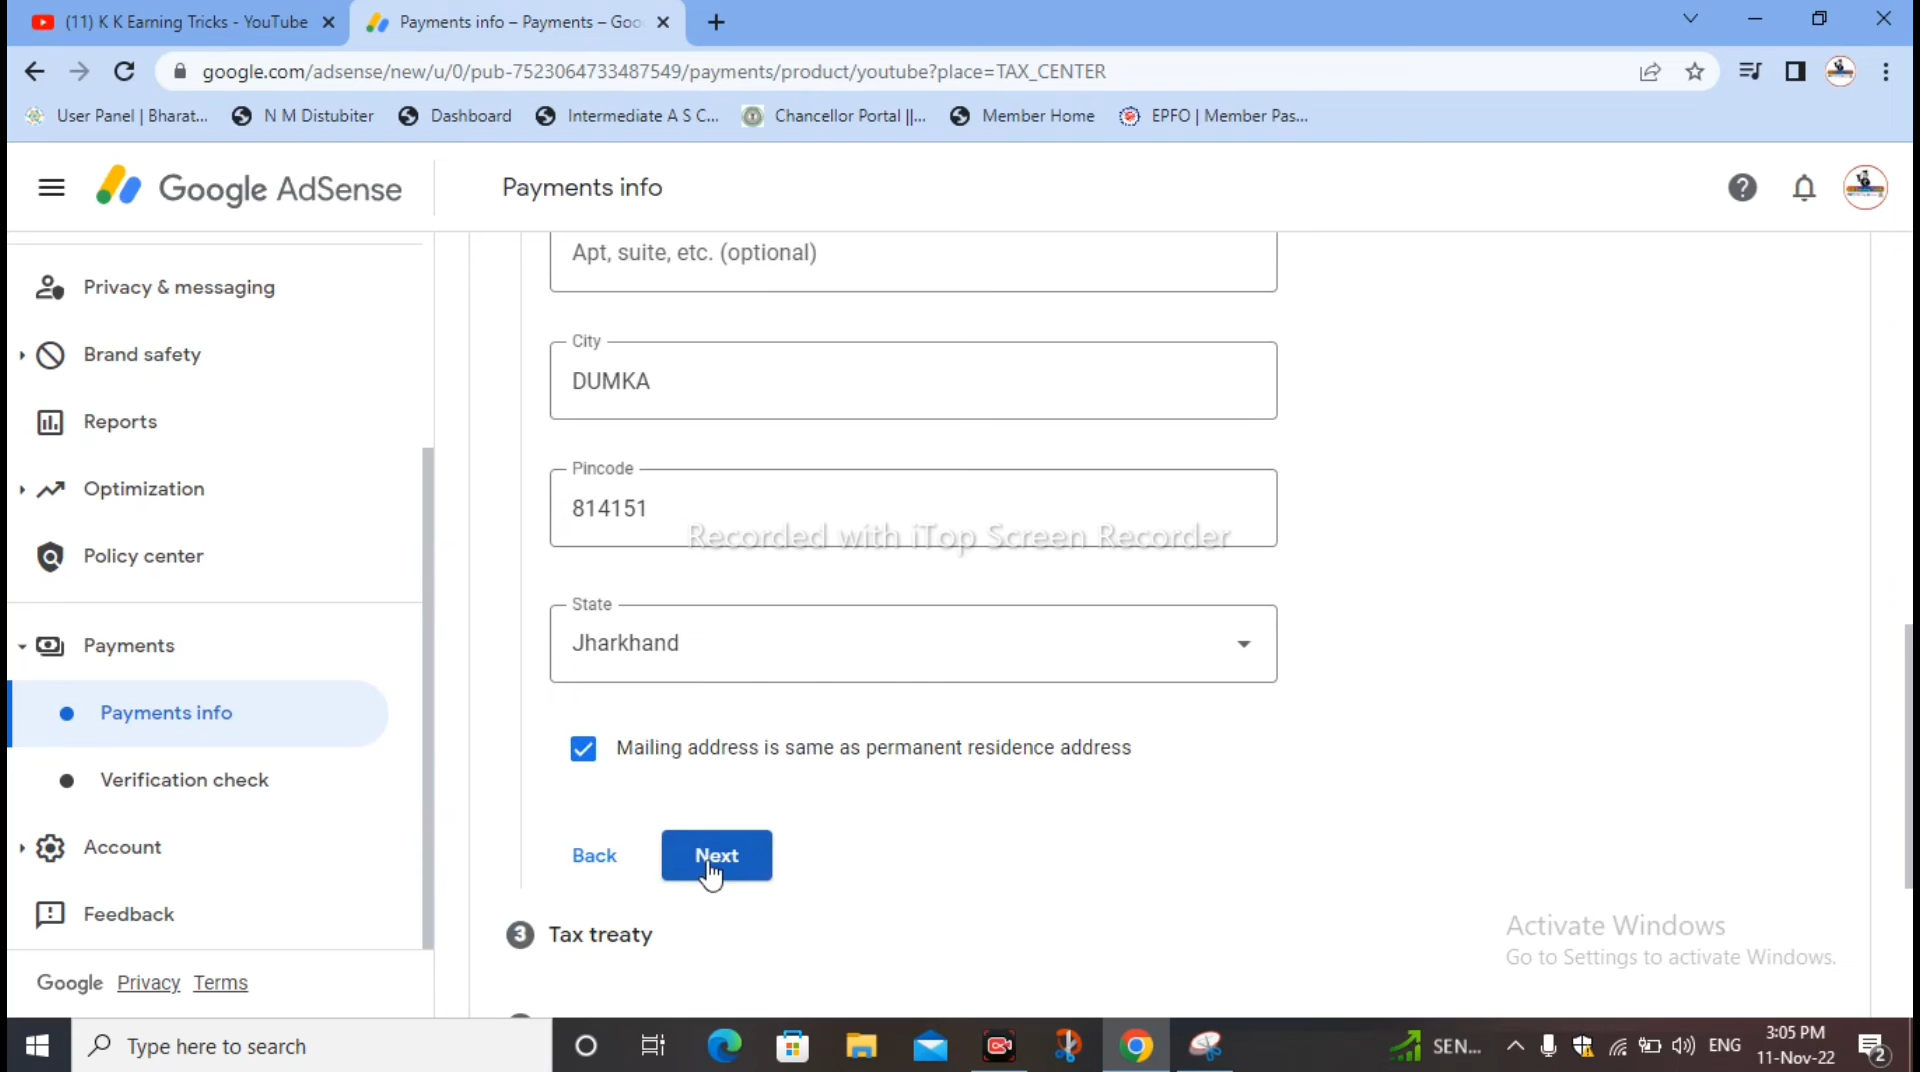 (11) K K Earning Tricks - YouTube
Payments info – Payments – Goo
google.com/adsense/new/u/0/pub-7523064733487549/payments/product/youtube?place=TAX_CENTER
User Panel | Bharat...
N M Distubiter
Dashboard
Intermediate A S C...
Chancellor Portal ||...
Member Home
EPFO | Member Pas...
Google AdSense
Payments info
Privacy & messaging
Brand safety
Reports
Optimization
Policy center
Payments
Payments info
Verification check
Account
Feedback
Google Privacy Terms
Apt, suite, etc. (optional)
City
DUMKA
Pincode
814151
Recorded with iTop Screen Recorder
State
Jharkhand
Mailing address is same as permanent residence address
Back
Next
3 Tax treaty
Activate Windows
Go to Settings to activate Windows.
Type here to search
SEN...
ENG
3:05 PM
11-Nov-22
2